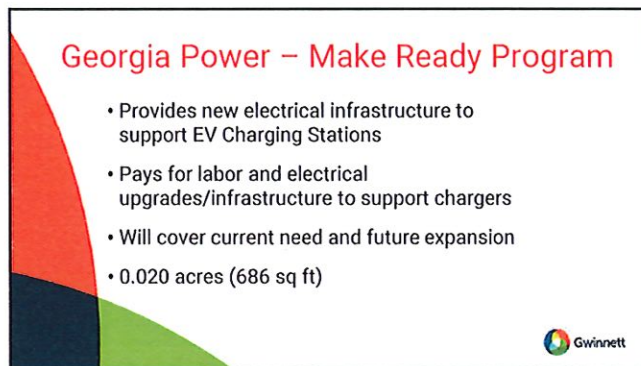 Georgia Power – Make Ready Program
• Provides new electrical infrastructure to
support EV Charging Stations
• Pays for labor and electrical
upgrades/infrastructure to support chargers
• Will cover current need and future expansion
• 0.020 acres (686 sq ft)
Gwinnett